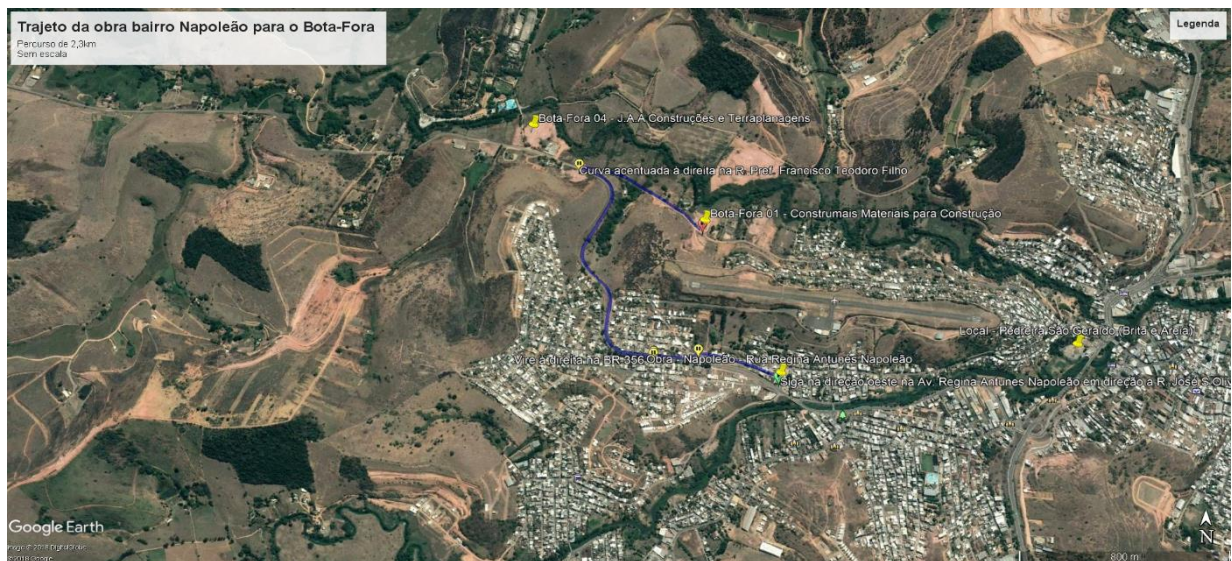 Trajeto da obra bairro Napoleão para o Bota-Fora
Percurso de 2,3km
Sem escala
Legenda
Bota-Fora 04 - J.A.A Construções e Terraplanagens
Curva acentuada à direita na R. Pref. Francisco Teodoro Filho
Bota-Fora 01 - Construmais Materiais para Construção
Local - Pedreira São Geraldo (Brita e Areia)
Vire à direita na BR-356
Obra - Napoleão - Rua Regina Antunes Napoleão
Siga na direção oeste na Av. Regina Antunes Napoleão em direção a R. José S Oli
Google Earth
© 2018 Google
N
800 m